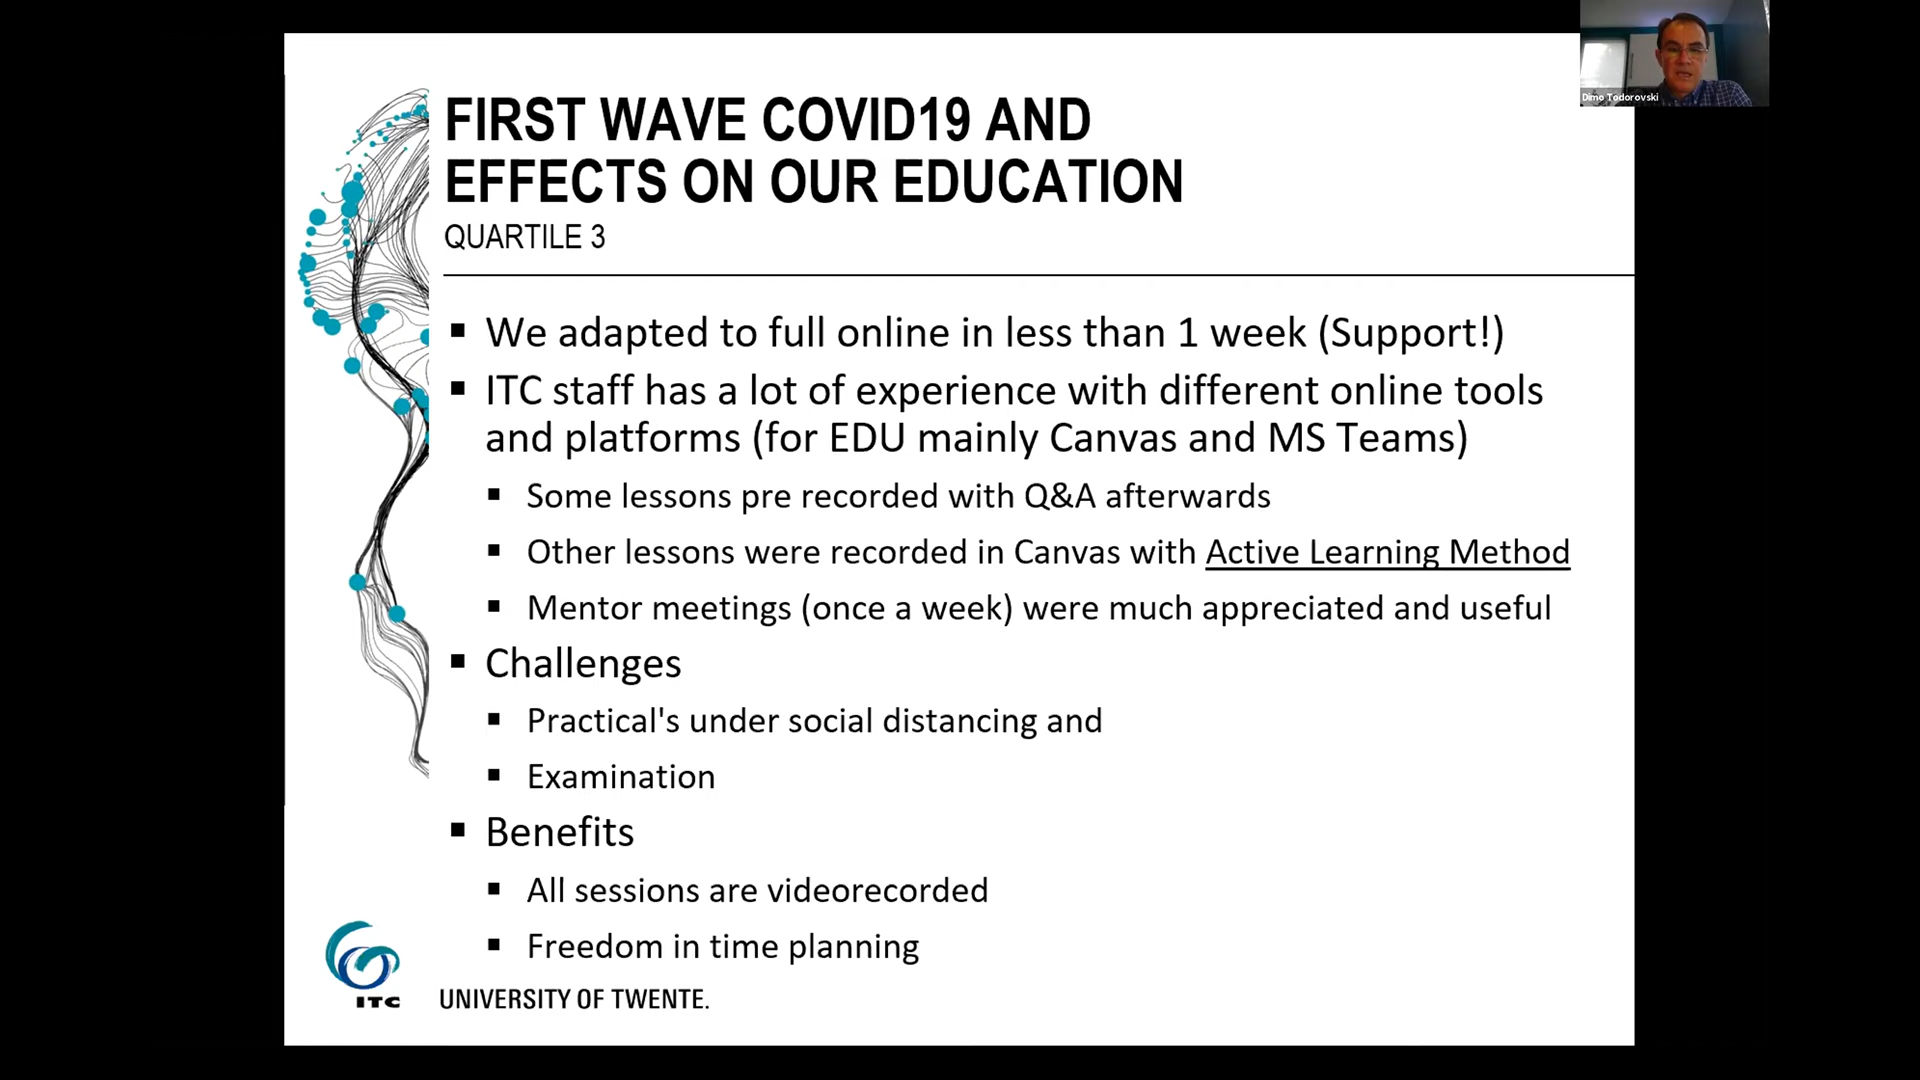 Dimo Todorovski
FIRST WAVE COVID19 AND
EFFECTS ON OUR EDUCATION
QUARTILE 3
▪ We adapted to full online in less than 1 week (Support!)
▪ ITC staff has a lot of experience with different online tools
and platforms (for EDU mainly Canvas and MS Teams)
▪ Some lessons pre recorded with Q&A afterwards
▪ Other lessons were recorded in Canvas with Active Learning Method
▪ Mentor meetings (once a week) were much appreciated and useful
▪ Challenges
▪ Practical's under social distancing and
▪ Examination
▪ Benefits
▪ All sessions are videorecorded
▪ Freedom in time planning
ITC
UNIVERSITY OF TWENTE.